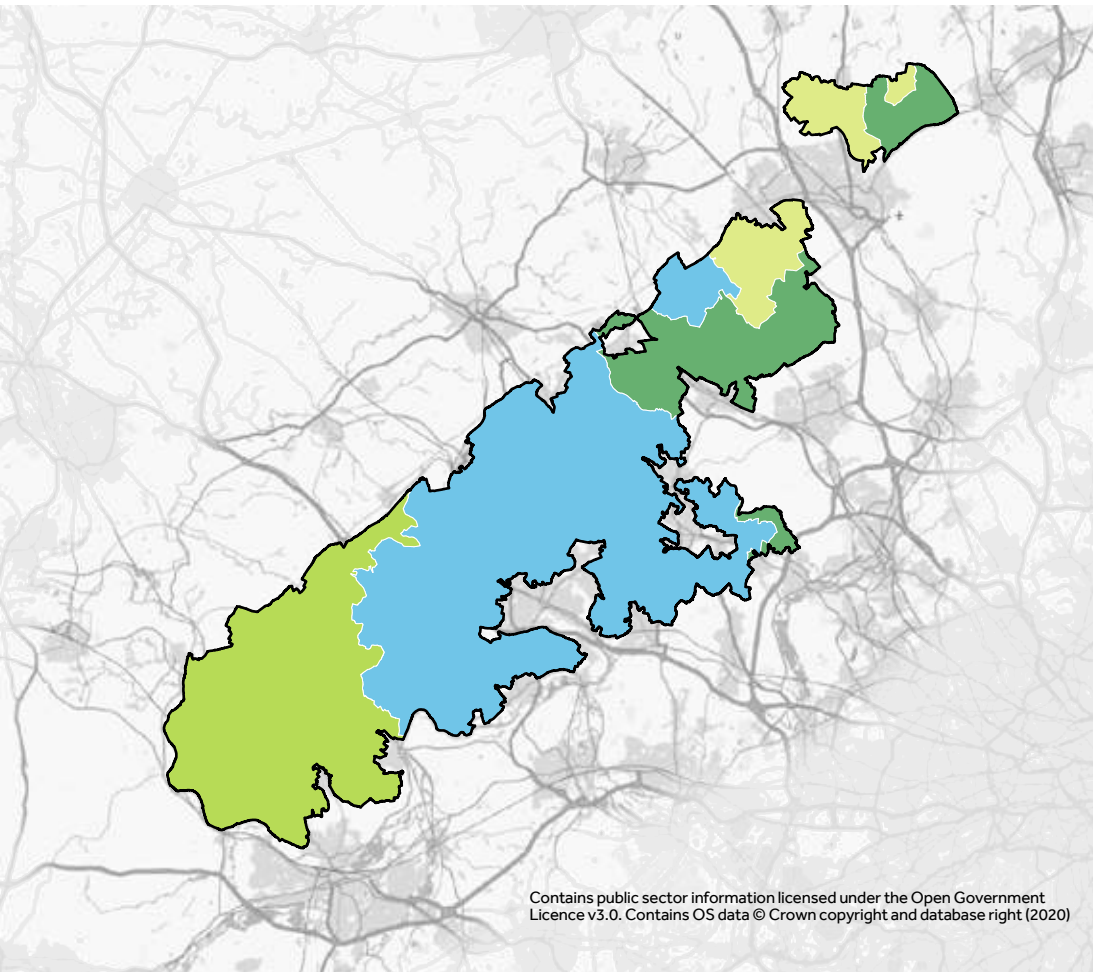 Contains public sector information licensed under the Open Government
Licence v3.0. Contains OS data © Crown copyright and database right (2020)